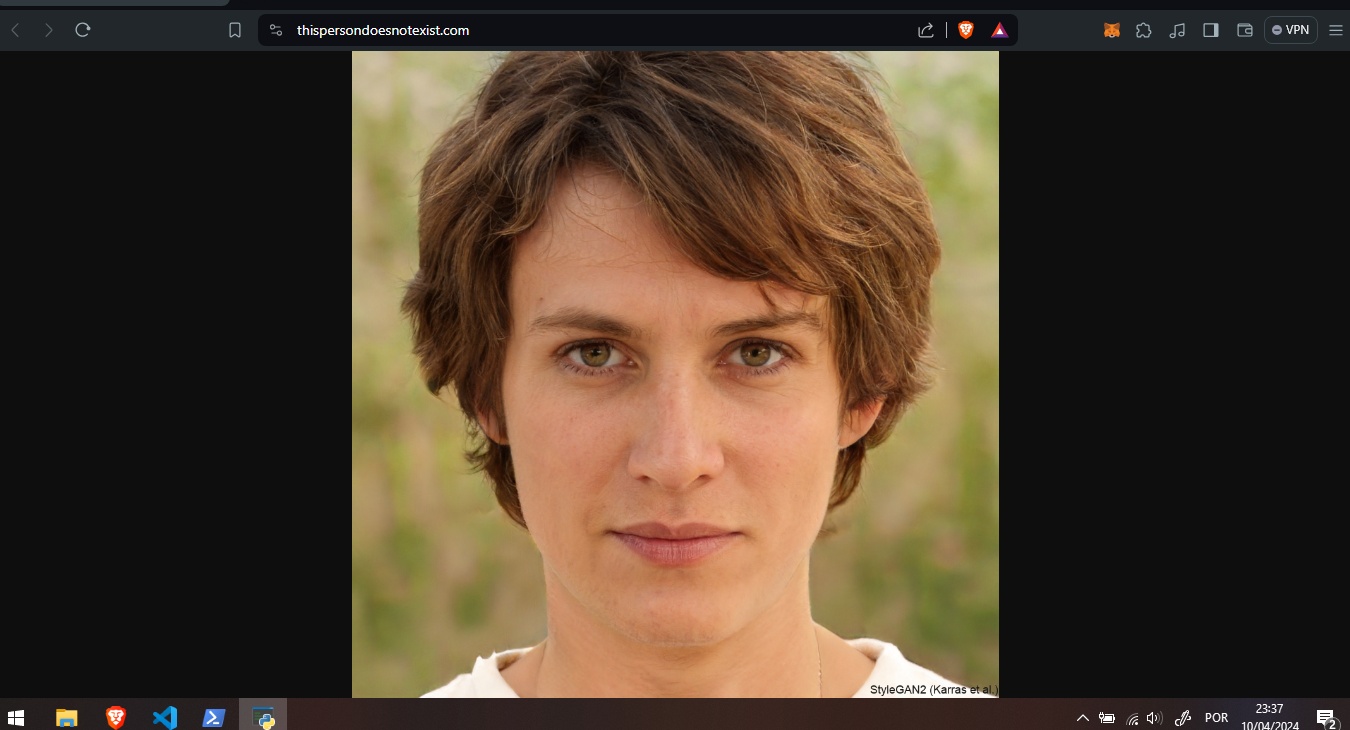 thispersondoesnotexist.com
VPN
StyleGAN2 (Karras et al.)
POR
23:37
10/04/2024
2